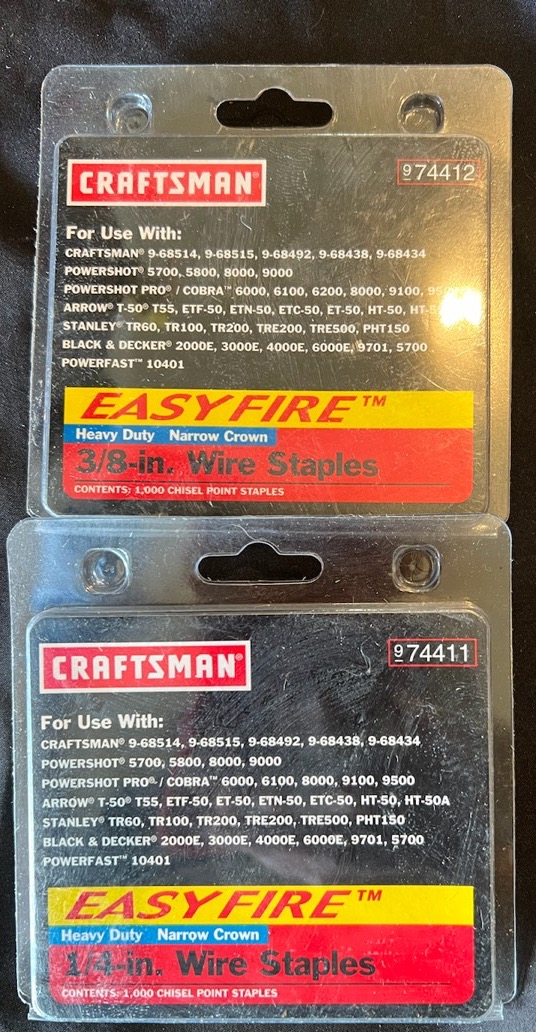 CRAFTSMAN®
9 74412
For Use With:
CRAFTSMAN® 9-68514, 9-68515, 9-68492, 9-68438, 9-68434
POWERSHOT® 5700, 5800, 8000, 9000
POWERSHOT PRO® / COBRA™ 6000, 6100, 6200, 8000, 9100,
ARROW® T-50® T55, ETF-50, ETN-50, ETC-50, ET-50, HT-50,
STANLEY® TR60, TR100, TR200, TRE200, TRE500, PHT150
BLACK & DECKER® 2000E, 3000E, 4000E, 6000E, 9701, 5700
POWERFAST™ 10401
EASYFIRE™
Heavy Duty Narrow Crown
3/8-in. Wire Staples
CONTENTS: 1,000 CHISEL POINT STAPLES
CRAFTSMAN®
9 74411
For Use With:
CRAFTSMAN® 9-68514, 9-68515, 9-68492, 9-68438, 9-68434
POWERSHOT® 5700, 5800, 8000, 9000
POWERSHOT PRO® / COBRA™ 6000, 6100, 8000, 9100, 9500
ARROW® T-50® T55, ETF-50, ET-50, ETN-50, ETC-50, HT-50, HT-50A
STANLEY® TR60, TR100, TR200, TRE200, TRE500, PHT150
BLACK & DECKER® 2000E, 3000E, 4000E, 6000E, 9701, 5700
POWERFAST™ 10401
EASYFIRE™
Heavy Duty Narrow Crown
1/4-in. Wire Staples
CONTENTS: 1,000 CHISEL POINT STAPLES